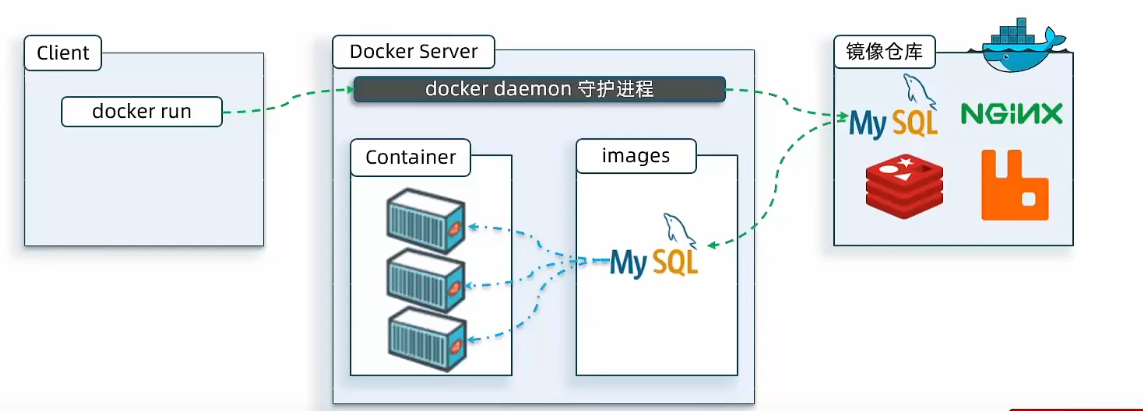 Client
docker run
Docker Server
docker daemon 守护进程
Container
images
MySQL
镜像仓库
MySQL
NGiNX